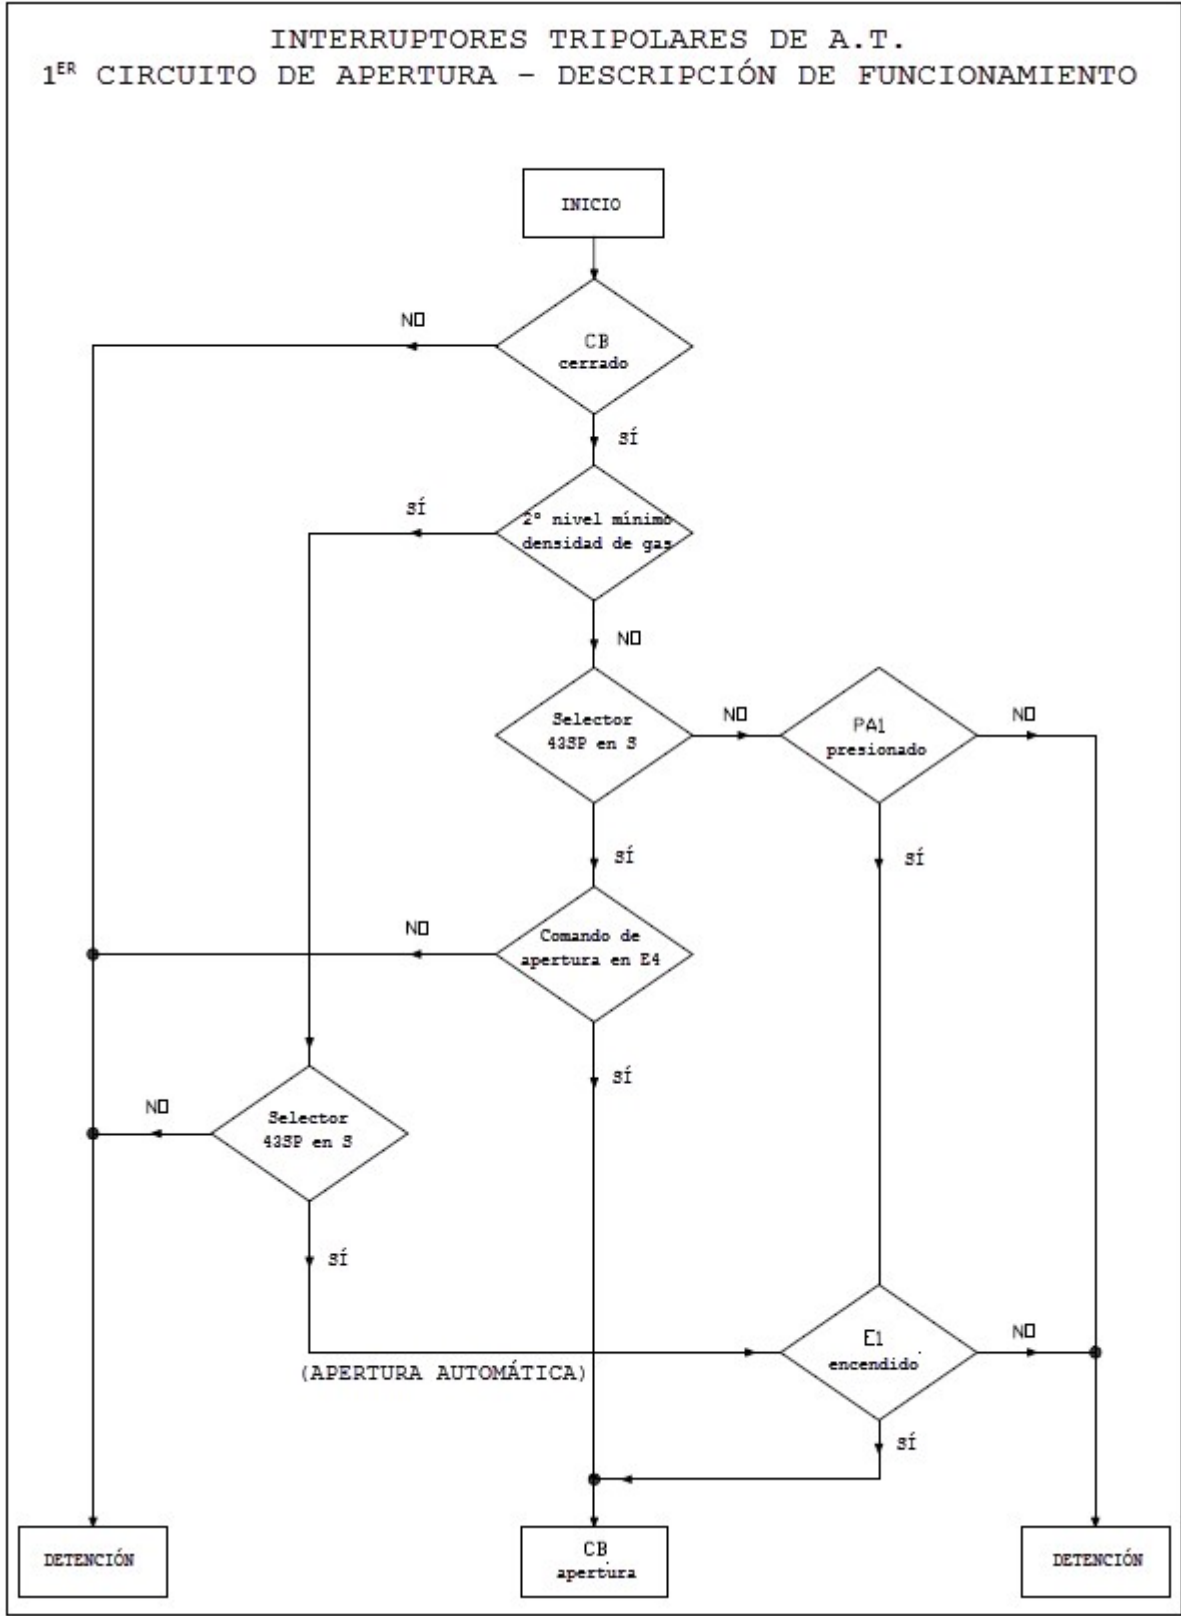 INTERRUPTORES TRIPOLARES DE A.T.
1ER CIRCUITO DE APERTURA - DESCRIPCIÓN DE FUNCIONAMIENTO
INICIO
NO
CB
cerrado
SÍ
SÍ
2º nivel mínimo
densidad de gas
NO
Selector
43SP en S
NO
PA1
presionado
NO
SÍ
SÍ
NO
Comando de
apertura en E4
SÍ
NO
Selector
43SP en S
SÍ
(APERTURA AUTOMÁTICA)
E1
encendido
NO
SÍ
DETENCIÓN
CB
apertura
DETENCIÓN